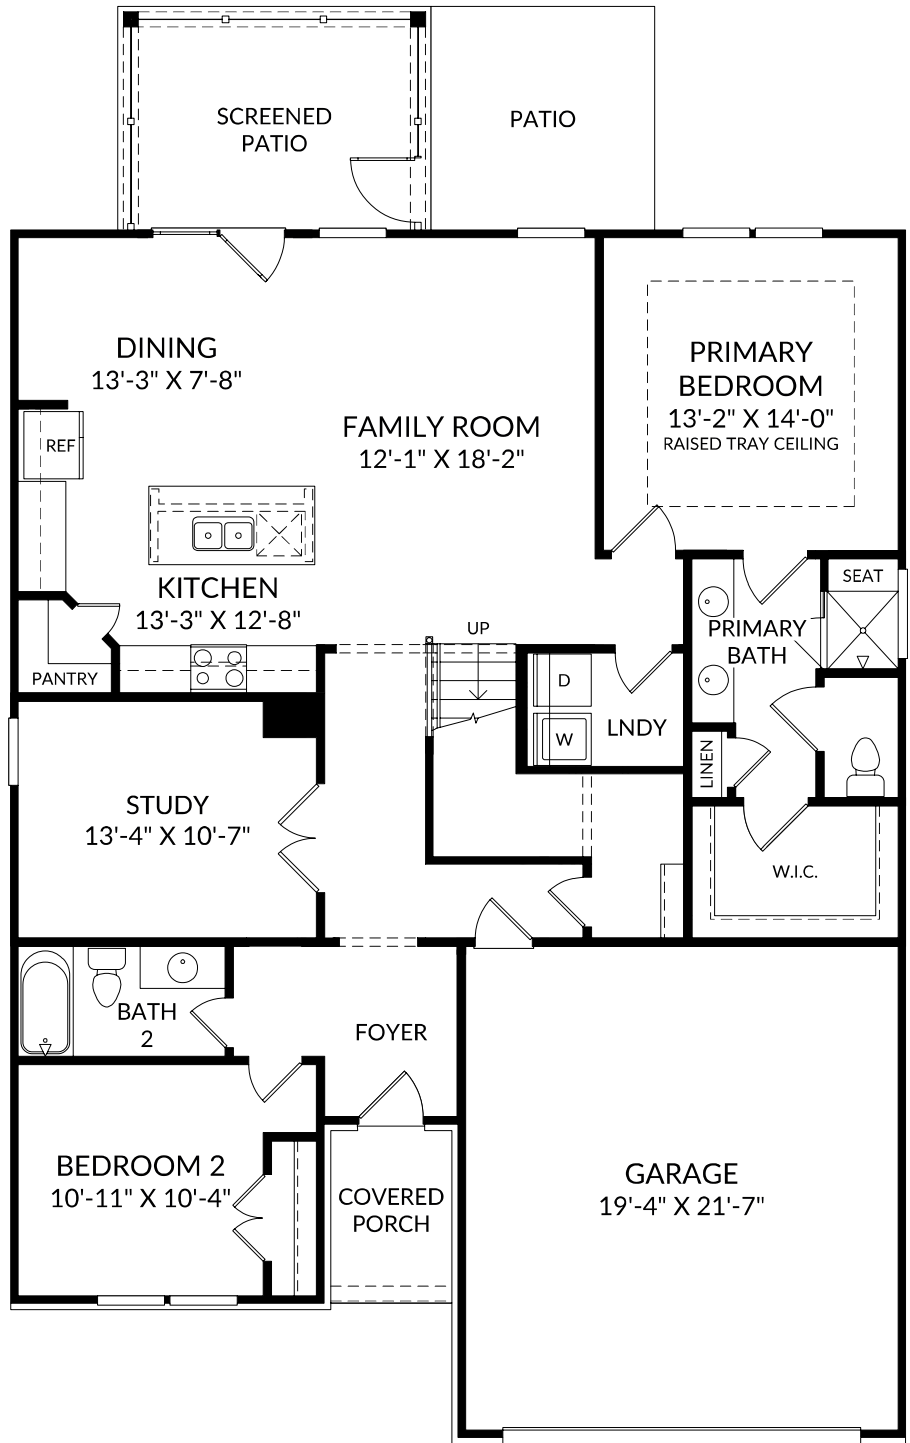 SCREENED
PATIO
PATIO
DINING
13'-3" X 7'-8"
PRIMARY
BEDROOM
13'-2" X 14'-0"
RAISED TRAY CEILING
FAMILY ROOM
12'-1" X 18'-2"
REF
KITCHEN
13'-3" X 12'-8"
UP
SEAT
PRIMARY
BATH
PANTRY
D
W
LNDY
LINEN
STUDY
13'-4" X 10'-7"
W.I.C.
BATH
2
FOYER
BEDROOM 2
10'-11" X 10'-4"
COVERED
PORCH
GARAGE
19'-4" X 21'-7"